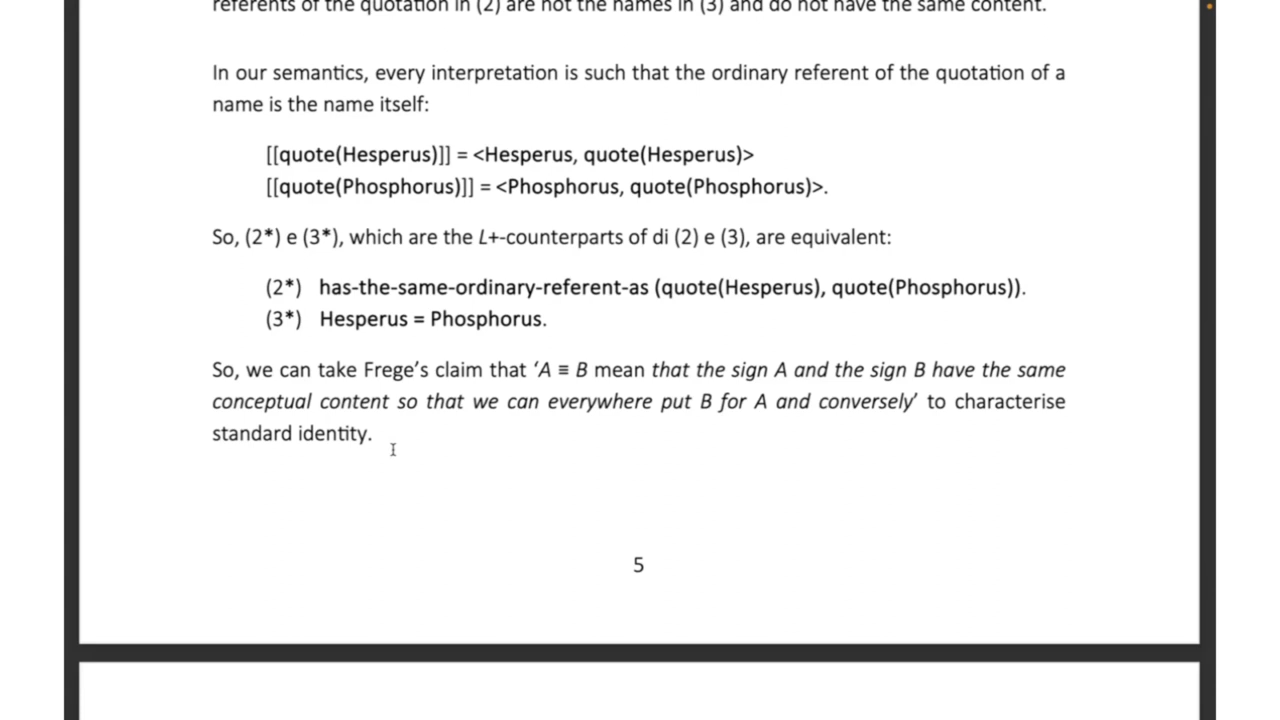 referents of the quotation in (2) are not the names in (3) and do not have the same content.
In our semantics, every interpretation is such that the ordinary referent of the quotation of a
name is the name itself:
[[quote(Hesperus)]] = <Hesperus, quote(Hesperus)>
[[quote(Phosphorus)]] = <Phosphorus, quote(Phosphorus)>.
So, (2*) e (3*), which are the L+-counterparts of di (2) e (3), are equivalent:
(2*) has-the-same-ordinary-referent-as (quote(Hesperus), quote(Phosphorus)).
(3*) Hesperus = Phosphorus.
So, we can take Frege’s claim that ‘A ≡ B mean that the sign A and the sign B have the same
conceptual content so that we can everywhere put B for A and conversely’ to characterise
standard identity.
5